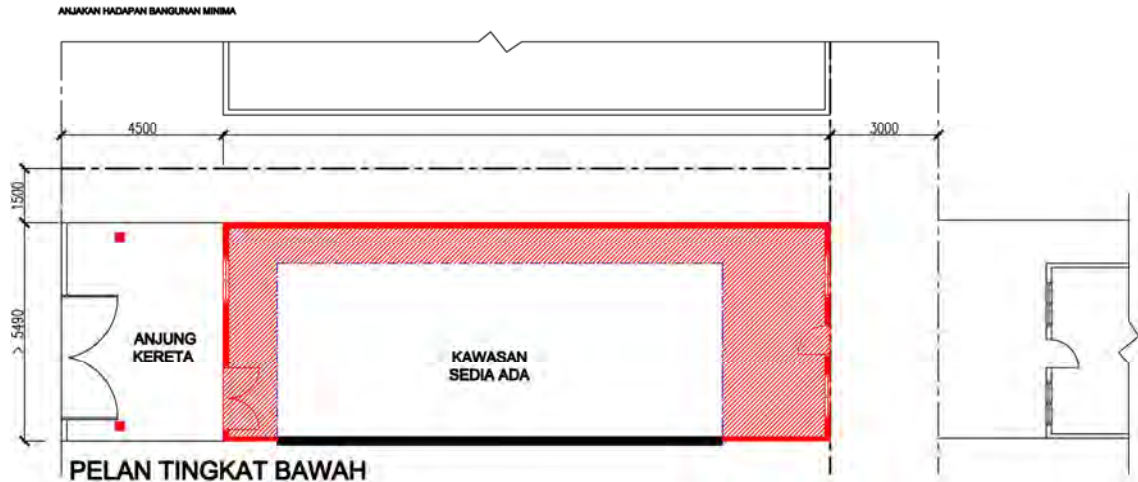 ANJAKAN HADAPAN BANGUNAN MINIMA
4500
3000
1500
> 5490
ANJUNG
KERETA
KAWASAN
SEDIA ADA
PELAN TINGKAT BAWAH